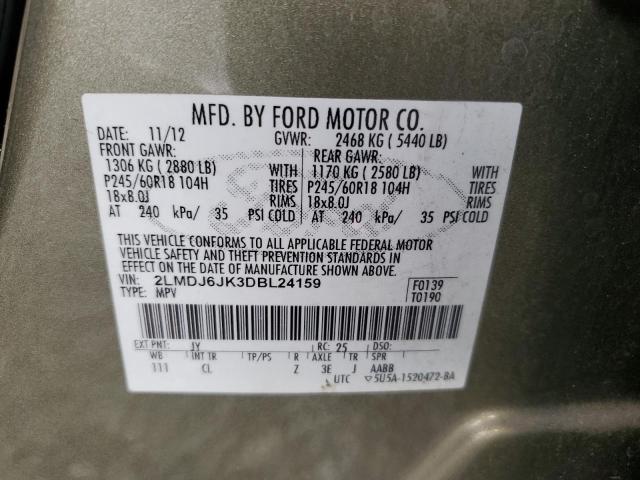 MFD. BY FORD MOTOR CO.
DATE: 11/12 GVWR: 2468 KG ( 5440 LB)
FRONT GAWR: REAR GAWR:
1306 KG ( 2880 LB) WITH 1170 KG ( 2580 LB) WITH
P245/60R18 104H TIRES P245/60R18 104H TIRES
18x8.0J RIMS 18x8.0J RIMS
AT 240 kPa/ 35 PSI COLD AT 240 kPa/ 35 PSI COLD
THIS VEHICLE CONFORMS TO ALL APPLICABLE FEDERAL MOTOR
VEHICLE SAFETY AND THEFT PREVENTION STANDARDS IN EFFECT
ON THE DATE OF MANUFACTURE SHOWN ABOVE.
VIN: 2LMDJ6JK3DBL24159 F0139
TYPE: MPV T0190
EXT PNT: JY RC: 25 DSO:
WB INT TR TP/PS R AXLE TR SPR
111 CL Z 3E J AABB
UTC ▽5U5A-1520472-BA